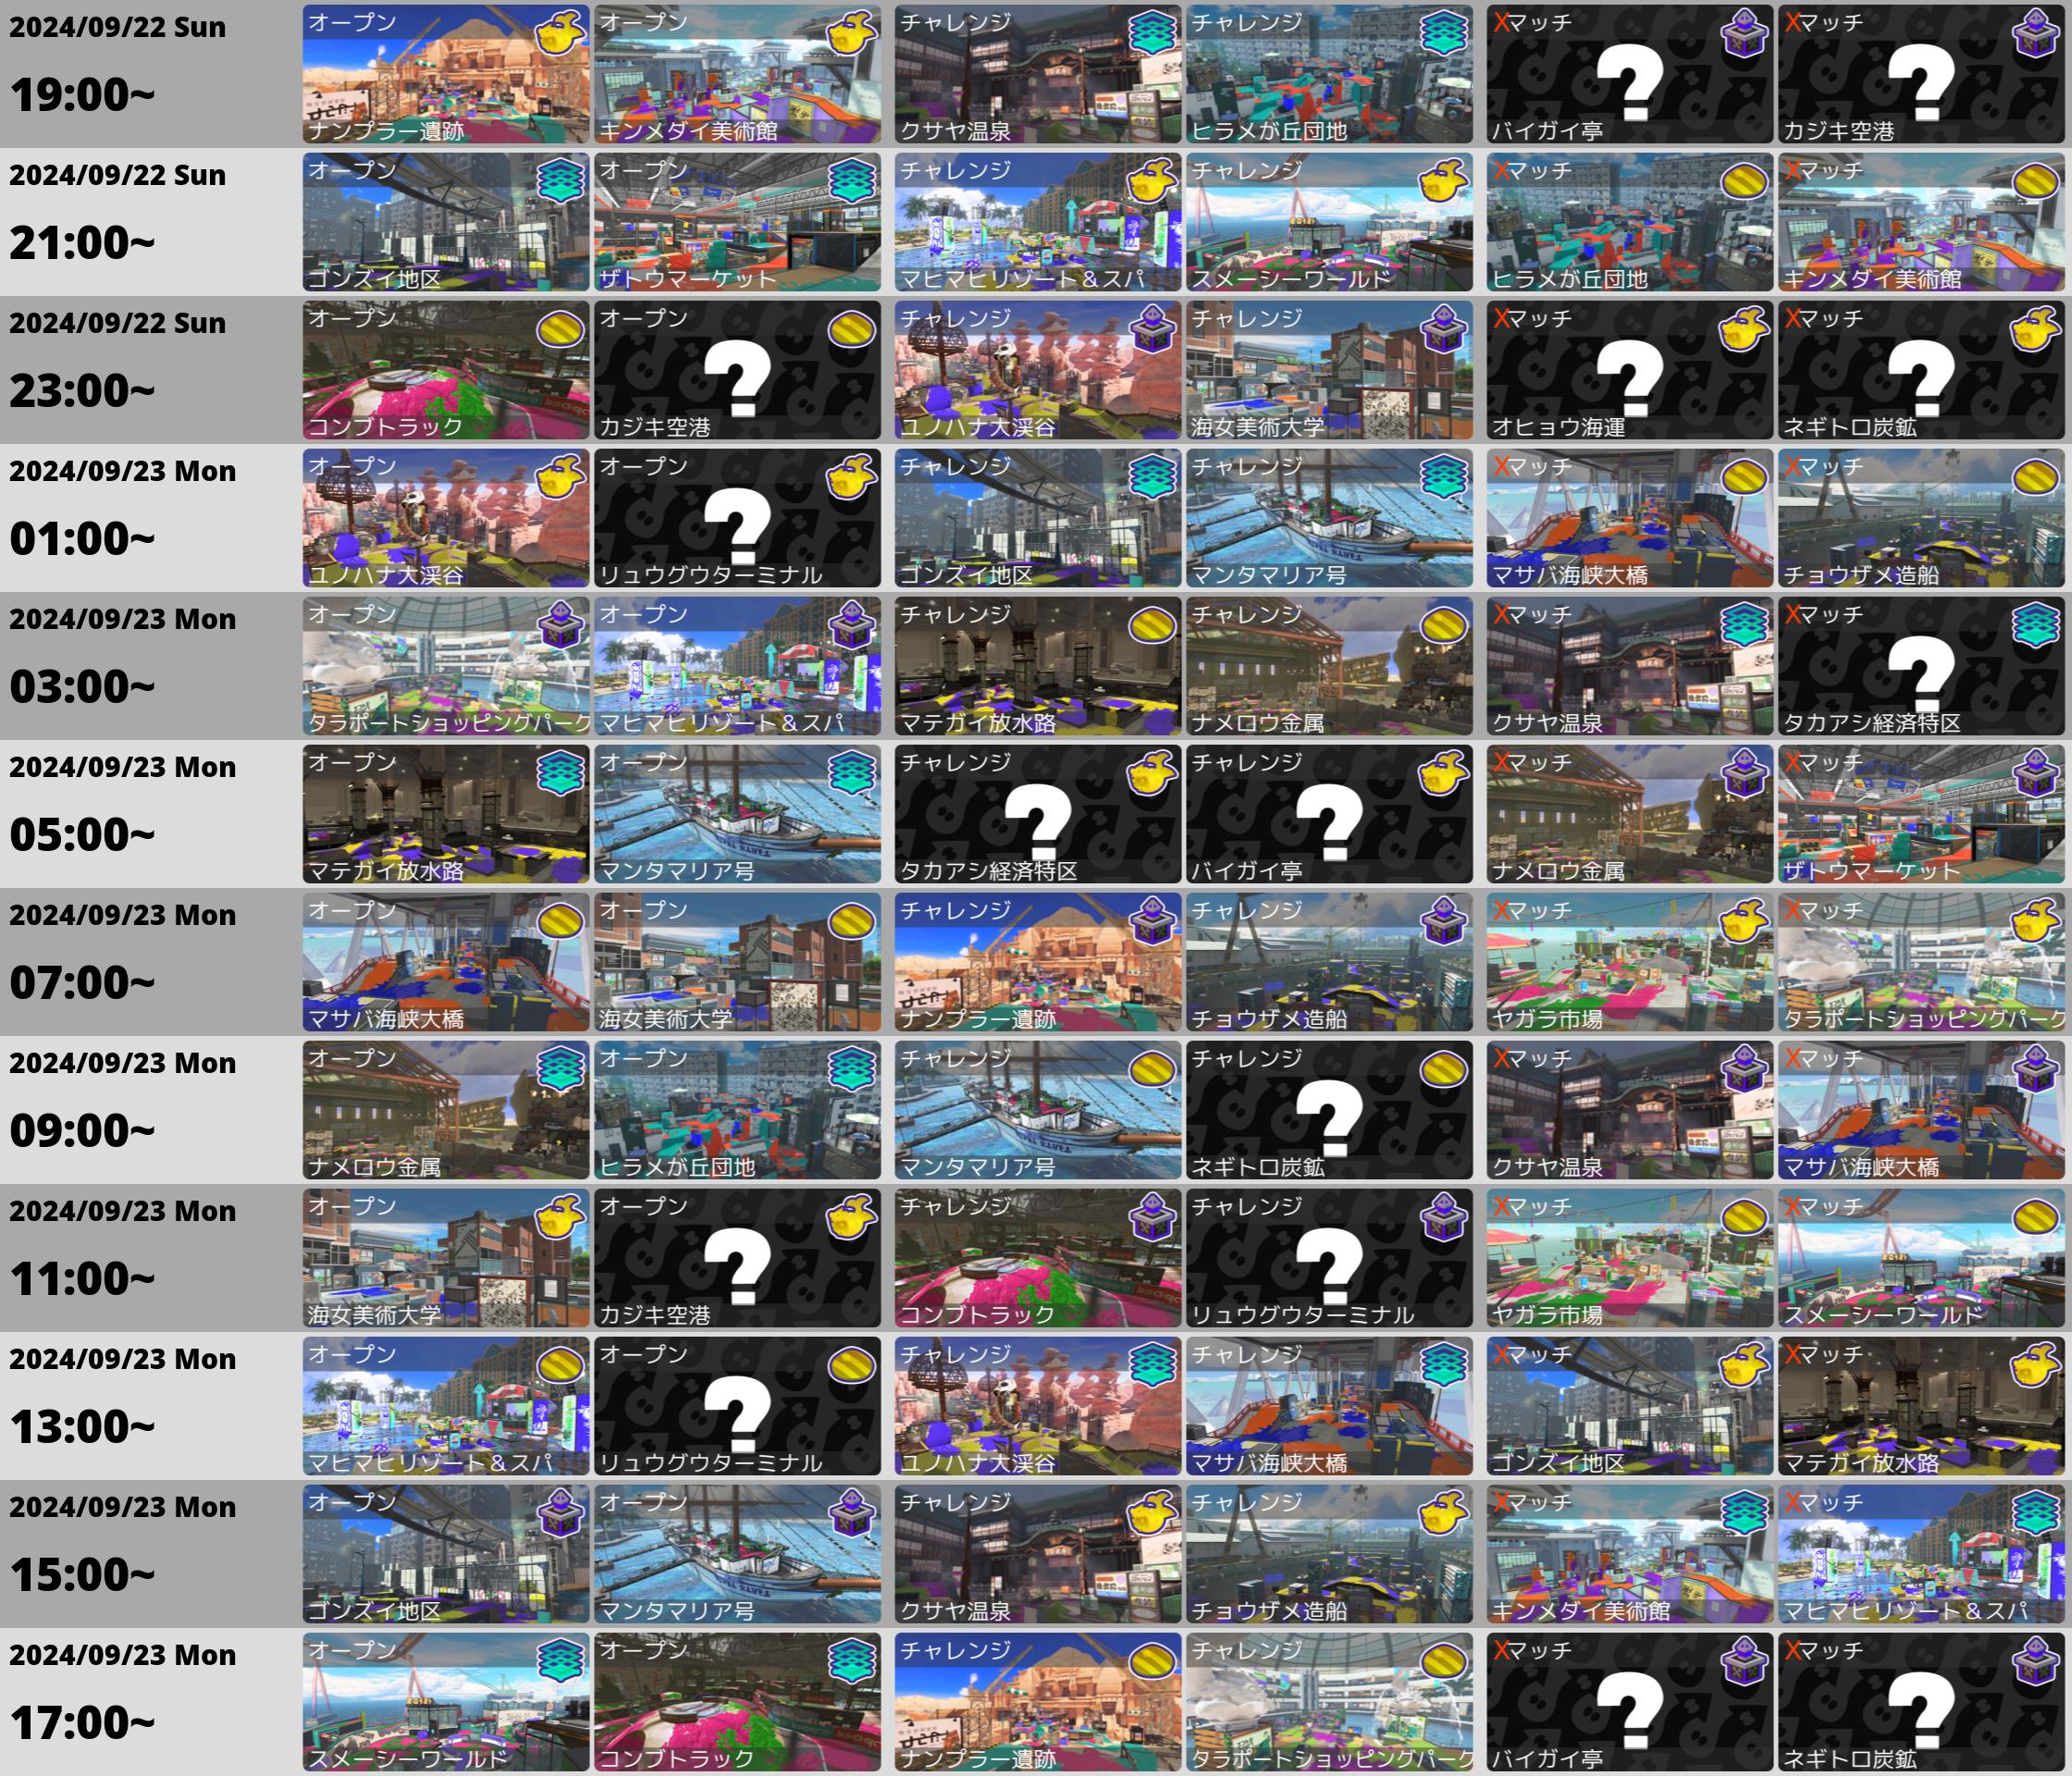 2024/09/22 Sun
19:00~
オープン
ナンプラー遺跡
オープン
キンメダイ美術館
チャレンジ
クサヤ温泉
チャレンジ
ヒラメが丘団地
Xマッチ
バイガイ亭
Xマッチ
カジキ空港
2024/09/22 Sun
21:00~
オープン
ゴンズイ地区
オープン
ザトウマーケット
チャレンジ
マヒマヒリゾート＆スパ
チャレンジ
スメーシーワールド
Xマッチ
ヒラメが丘団地
Xマッチ
キンメダイ美術館
2024/09/22 Sun
23:00~
オープン
コンブトラック
オープン
カジキ空港
チャレンジ
ユノハナ大渓谷
チャレンジ
海女美術大学
Xマッチ
オヒョウ海運
Xマッチ
ネギトロ炭鉱
2024/09/23 Mon
01:00~
オープン
ユノハナ大渓谷
オープン
リュウグウターミナル
チャレンジ
ゴンズイ地区
チャレンジ
マンタマリア号
Xマッチ
マサバ海峡大橋
Xマッチ
チョウザメ造船
2024/09/23 Mon
03:00~
オープン
タラポートショッピングパーク
オープン
マヒマヒリゾート＆スパ
チャレンジ
マテガイ放水路
チャレンジ
ナメロウ金属
Xマッチ
クサヤ温泉
Xマッチ
タカアシ経済特区
2024/09/23 Mon
05:00~
オープン
マテガイ放水路
オープン
マンタマリア号
チャレンジ
タカアシ経済特区
チャレンジ
バイガイ亭
Xマッチ
ナメロウ金属
Xマッチ
ザトウマーケット
2024/09/23 Mon
07:00~
オープン
マサバ海峡大橋
オープン
海女美術大学
チャレンジ
ナンプラー遺跡
チャレンジ
チョウザメ造船
Xマッチ
ヤガラ市場
Xマッチ
タラポートショッピングパーク
2024/09/23 Mon
09:00~
オープン
ナメロウ金属
オープン
ヒラメが丘団地
チャレンジ
マンタマリア号
チャレンジ
ネギトロ炭鉱
Xマッチ
クサヤ温泉
Xマッチ
マサバ海峡大橋
2024/09/23 Mon
11:00~
オープン
海女美術大学
オープン
カジキ空港
チャレンジ
コンブトラック
チャレンジ
リュウグウターミナル
Xマッチ
ヤガラ市場
Xマッチ
スメーシーワールド
2024/09/23 Mon
13:00~
オープン
マヒマヒリゾート＆スパ
オープン
リュウグウターミナル
チャレンジ
ユノハナ大渓谷
チャレンジ
マサバ海峡大橋
Xマッチ
ゴンズイ地区
Xマッチ
マテガイ放水路
2024/09/23 Mon
15:00~
オープン
ゴンズイ地区
オープン
マンタマリア号
チャレンジ
クサヤ温泉
チャレンジ
チョウザメ造船
Xマッチ
キンメダイ美術館
Xマッチ
マヒマヒリゾート＆スパ
2024/09/23 Mon
17:00~
オープン
スメーシーワールド
オープン
コンブトラック
チャレンジ
ナンプラー遺跡
チャレンジ
タラポートショッピングパーク
Xマッチ
バイガイ亭
Xマッチ
ネギトロ炭鉱